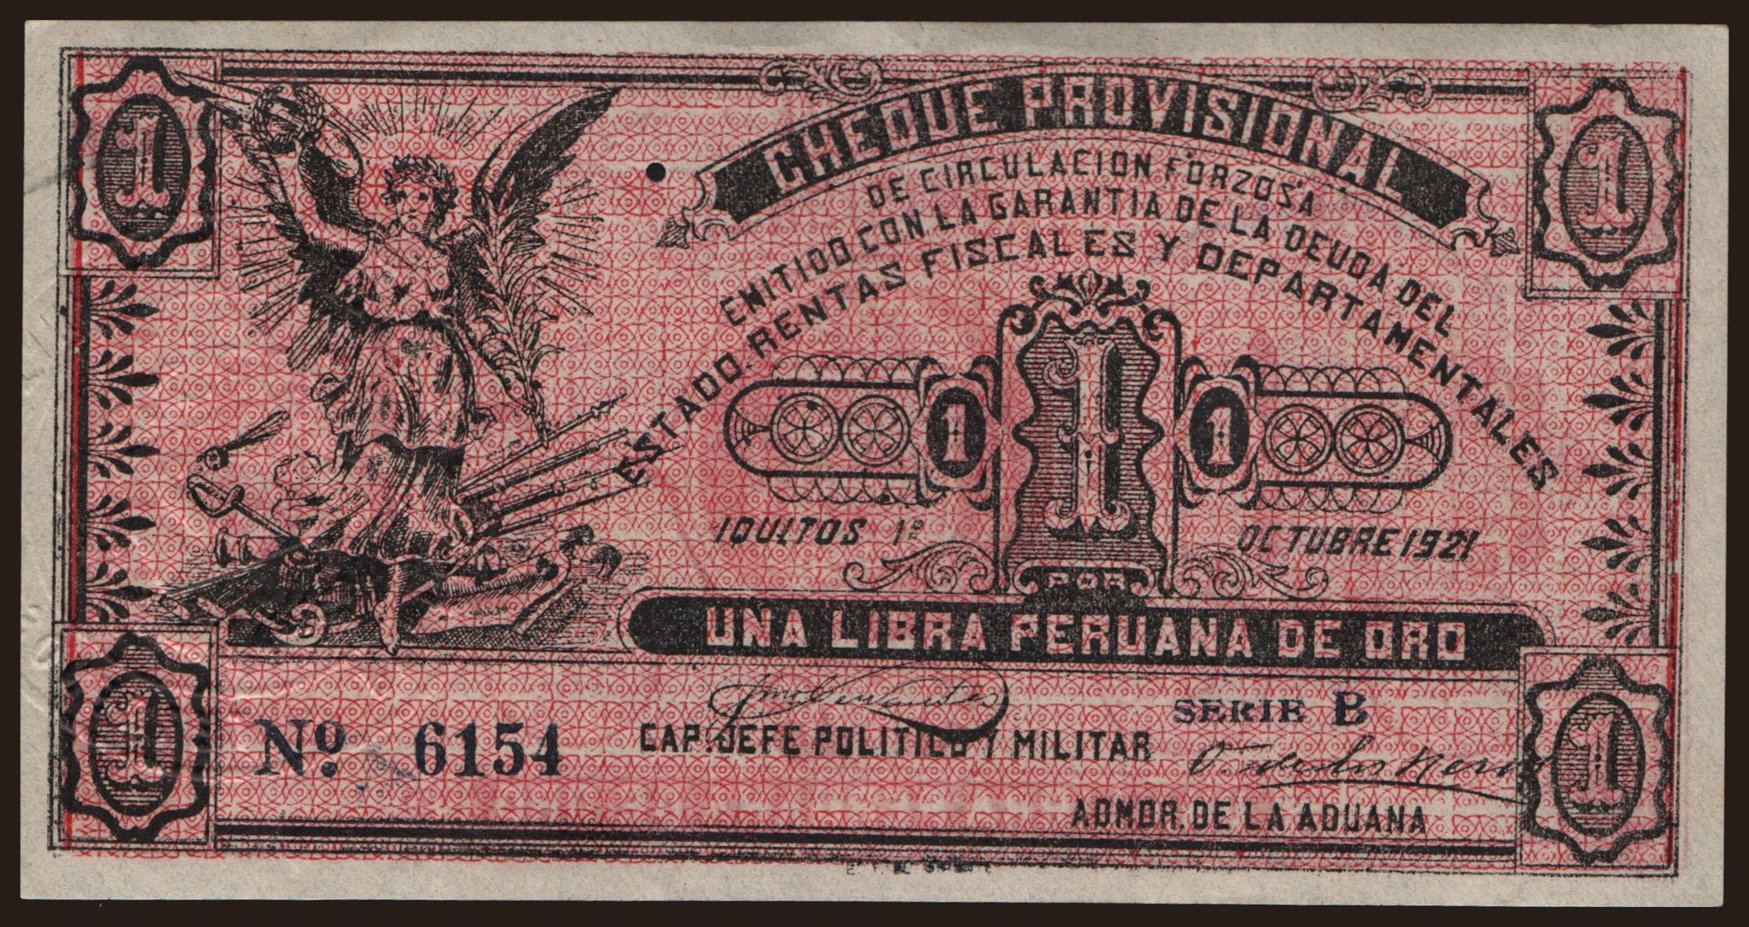 1
1
CHEQUE PROVISIONAL
DE CIRCULACION FORZOSA
EMITIDO CON LA GARANTIA DE LA DEUDA DEL
ESTADO. RENTAS FISCALES Y DEPARTAMENTALES
1 1 1
IQUITOS 1º OCTUBRE 1921
POR
UNA LIBRA PERUANA DE ORO
SERIE B
Nº. 6154
CAP. JEFE POLITICO Y MILITAR
ADMOR. DE LA ADUANA
1
1